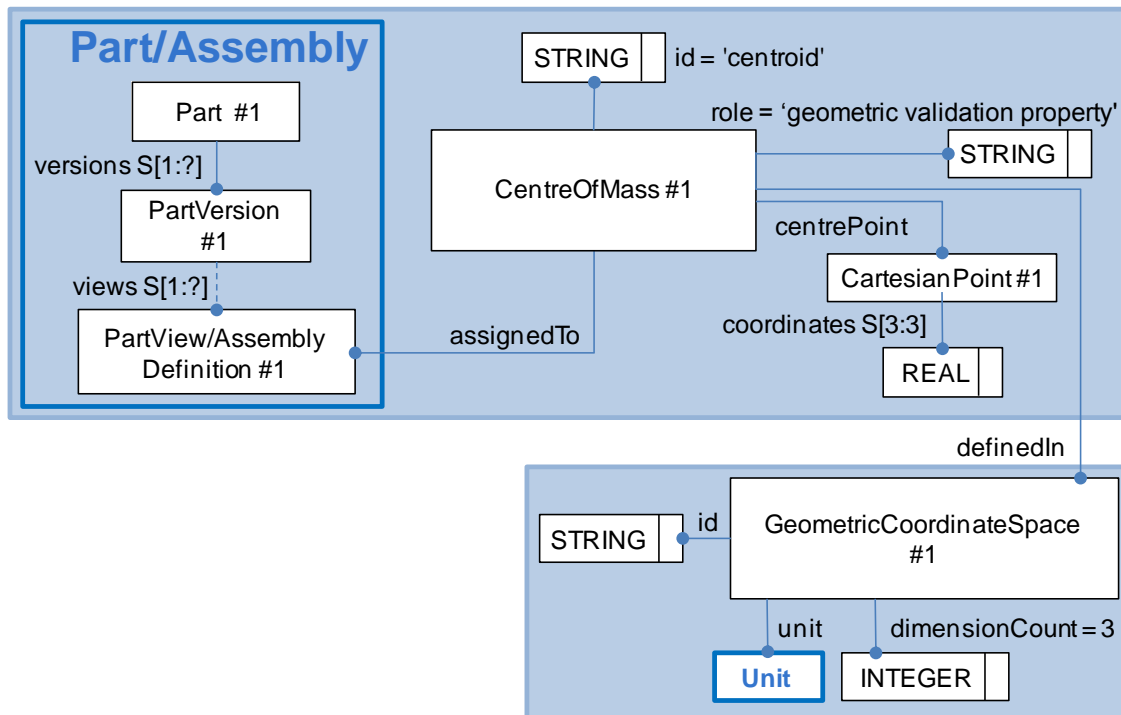 Part/Assembly
Part #1
versions S[1:?]
PartVersion
#1
views S[1:?]
PartView/Assembly
Definition #1
STRING
id = 'centroid'
role = ‘geometric validation property'
STRING
CentreOfMass #1
centrePoint
CartesianPoint #1
coordinates S[3:3]
REAL
assignedTo
definedIn
GeometricCoordinateSpace
#1
id
STRING
unit
dimensionCount = 3
Unit
INTEGER